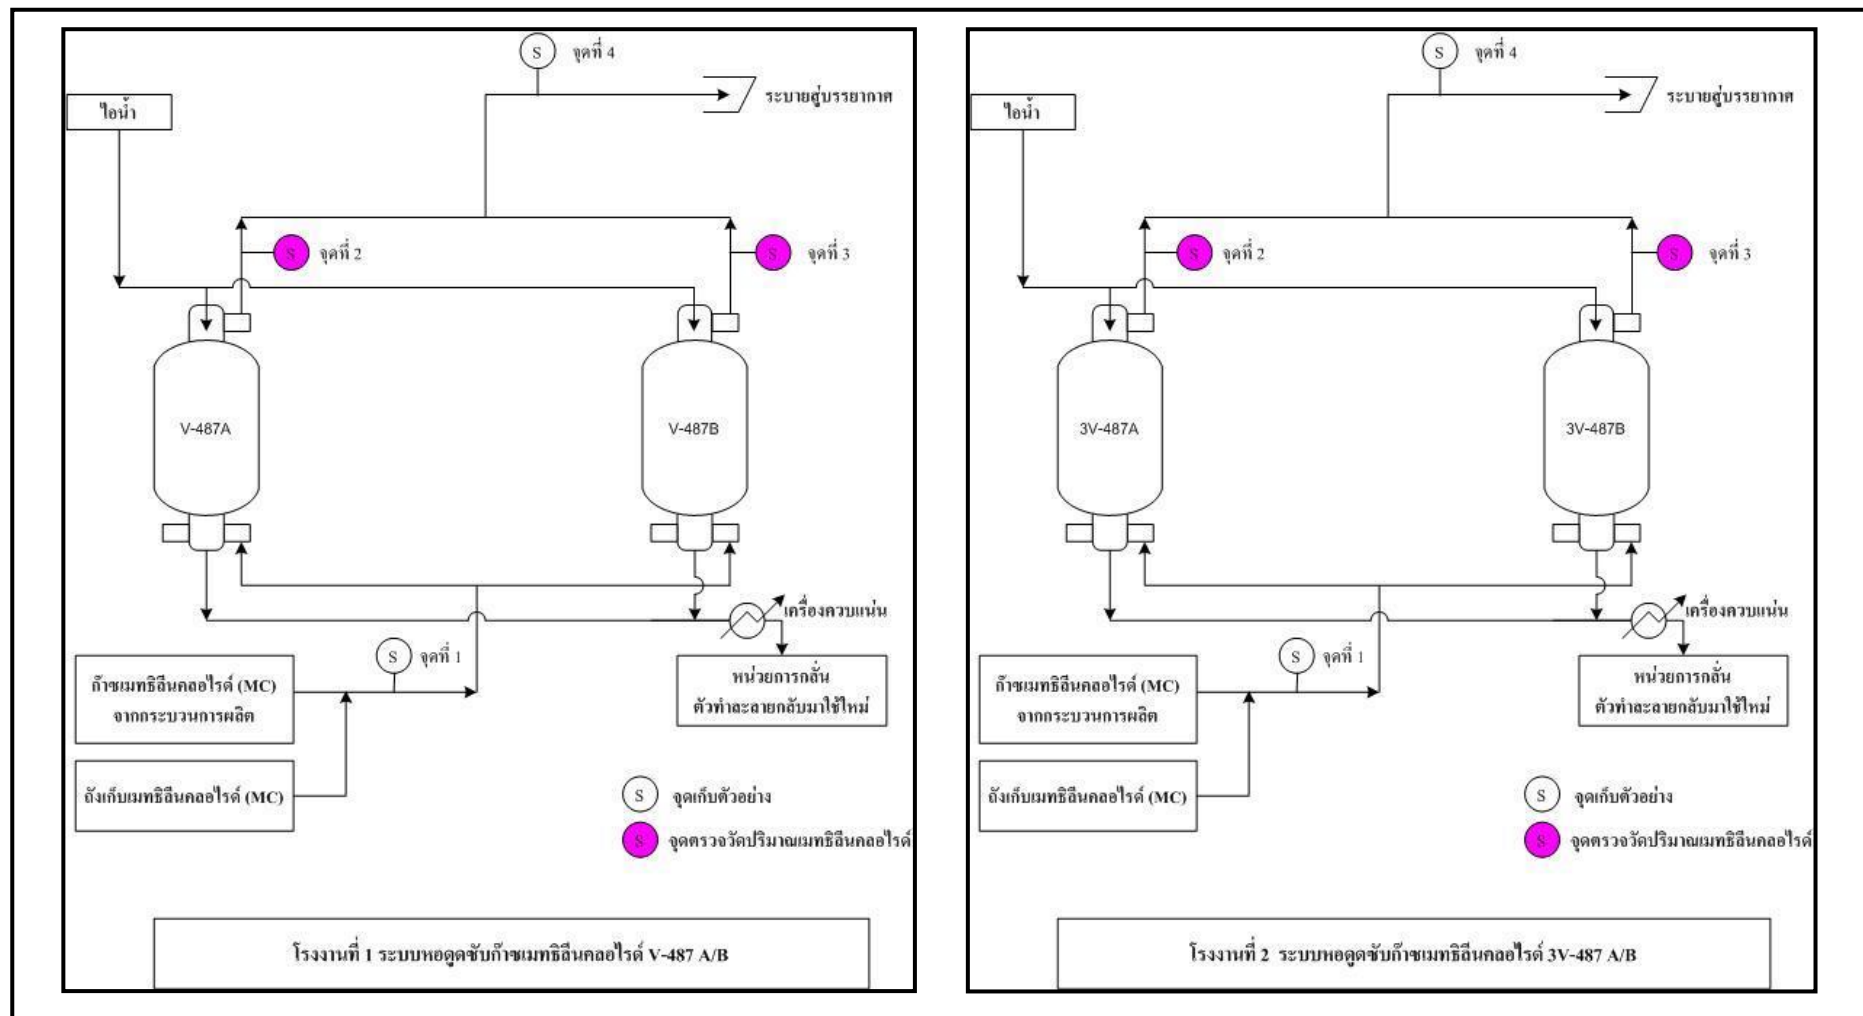 S จุดที่ 4
ระบายสู่บรรยากาศ
ไอน้ำ
S จุดที่ 2
S จุดที่ 3
V-487A
V-487B
เครื่องควบแน่น
S จุดที่ 1
ก๊าซเมทธิลีนคลอไรด์ (MC)
จากกระบวนการผลิต
หน่วยการกลั่น
ตัวทำละลายกลับมาใช้ใหม่
ถังเก็บเมทธิลีนคลอไรด์ (MC)
S จุดเก็บตัวอย่าง
S จุดตรวจวัดปริมาณเมทธิลีนคลอไรด์
โรงงานที่ 1 ระบบหอดูดซับก๊าซเมทธิลีนคลอไรด์ V-487 A/B
S จุดที่ 4
ระบายสู่บรรยากาศ
ไอน้ำ
S จุดที่ 2
S จุดที่ 3
3V-487A
3V-487B
เครื่องควบแน่น
S จุดที่ 1
ก๊าซเมทธิลีนคลอไรด์ (MC)
จากกระบวนการผลิต
หน่วยการกลั่น
ตัวทำละลายกลับมาใช้ใหม่
ถังเก็บเมทธิลีนคลอไรด์ (MC)
S จุดเก็บตัวอย่าง
S จุดตรวจวัดปริมาณเมทธิลีนคลอไรด์
โรงงานที่ 2 ระบบหอดูดซับก๊าซเมทธิลีนคลอไรด์ 3V-487 A/B